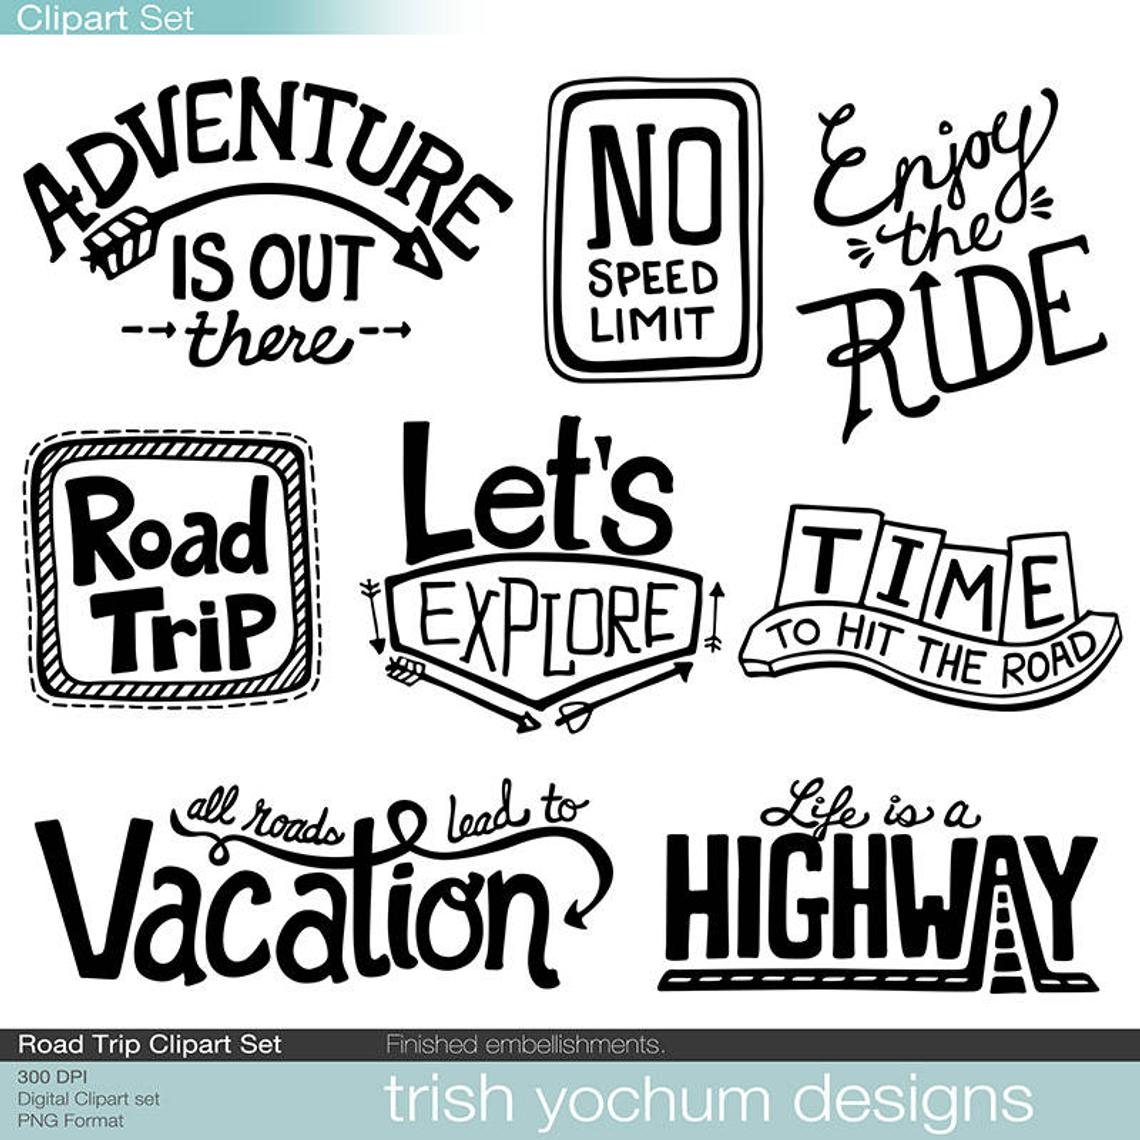 Clipart Set
ADVENTURE
IS OUT
there
NO
SPEED
LIMIT
Enjoy
the
RIDE
Road
Trip
Let's
EXPLORE
TIME
TO HIT THE ROAD
all roads lead to
Vacation
Life is a
HIGHWAY
Road Trip Clipart Set
Finished embellishments.
300 DPI
Digital Clipart set
PNG Format
trish yochum designs